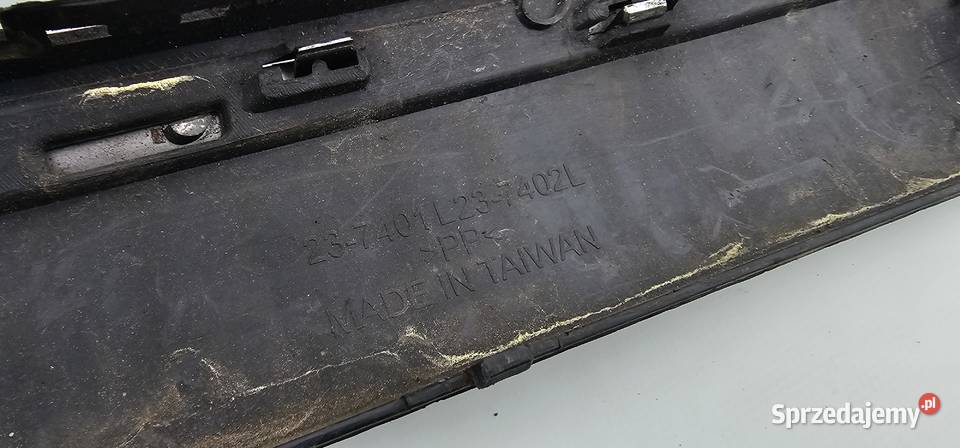 23-7401L23-7402L
>PP<
MADE IN TAIWAN
Sprzedajemy.pl